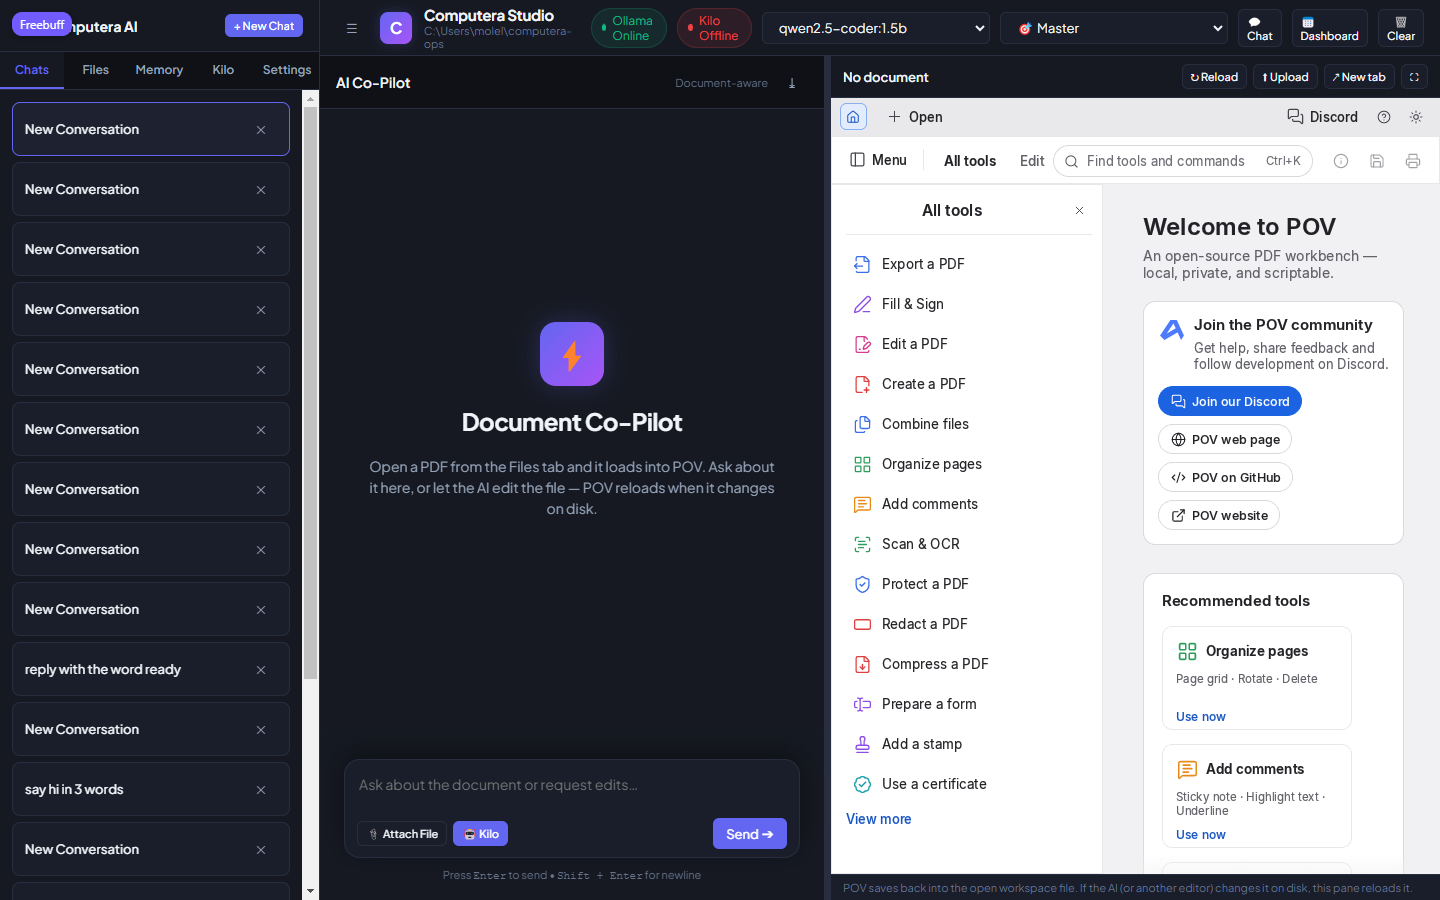 Freebuff
mputera AI
+ New Chat
Chats
Files
Memory
Kilo
Settings
New Conversation
New Conversation
New Conversation
New Conversation
New Conversation
New Conversation
New Conversation
New Conversation
New Conversation
reply with the word ready
New Conversation
say hi in 3 words
New Conversation
C
Computera Studio
C:\Users\molel\computera-
ops
Ollama
Online
Kilo
Offline
qwen2.5-coder:1.5b
Master
Chat
Dashboard
Clear
AI Co-Pilot
Document-aware
Document Co-Pilot
Open a PDF from the Files tab and it loads into POV. Ask about
it here, or let the AI edit the file — POV reloads when it changes
on disk.
Ask about the document or request edits...
Attach File
Kilo
Send →
Press Enter to send • Shift + Enter for newline
No document
↻ Reload
⬆ Upload
↗ New tab
Open
Discord
Menu
All tools
Edit
Find tools and commands
Ctrl+K
All tools
Export a PDF
Fill & Sign
Edit a PDF
Create a PDF
Combine files
Organize pages
Add comments
Scan & OCR
Protect a PDF
Redact a PDF
Compress a PDF
Prepare a form
Add a stamp
Use a certificate
View more
Welcome to POV
An open-source PDF workbench —
local, private, and scriptable.
Join the POV community
Get help, share feedback and
follow development on Discord.
Join our Discord
POV web page
POV on GitHub
POV website
Recommended tools
Organize pages
Page grid · Rotate · Delete
Use now
Add comments
Sticky note · Highlight text ·
Underline
Use now
POV saves back into the open workspace file. If the AI (or another editor) changes it on disk, this pane reloads it.